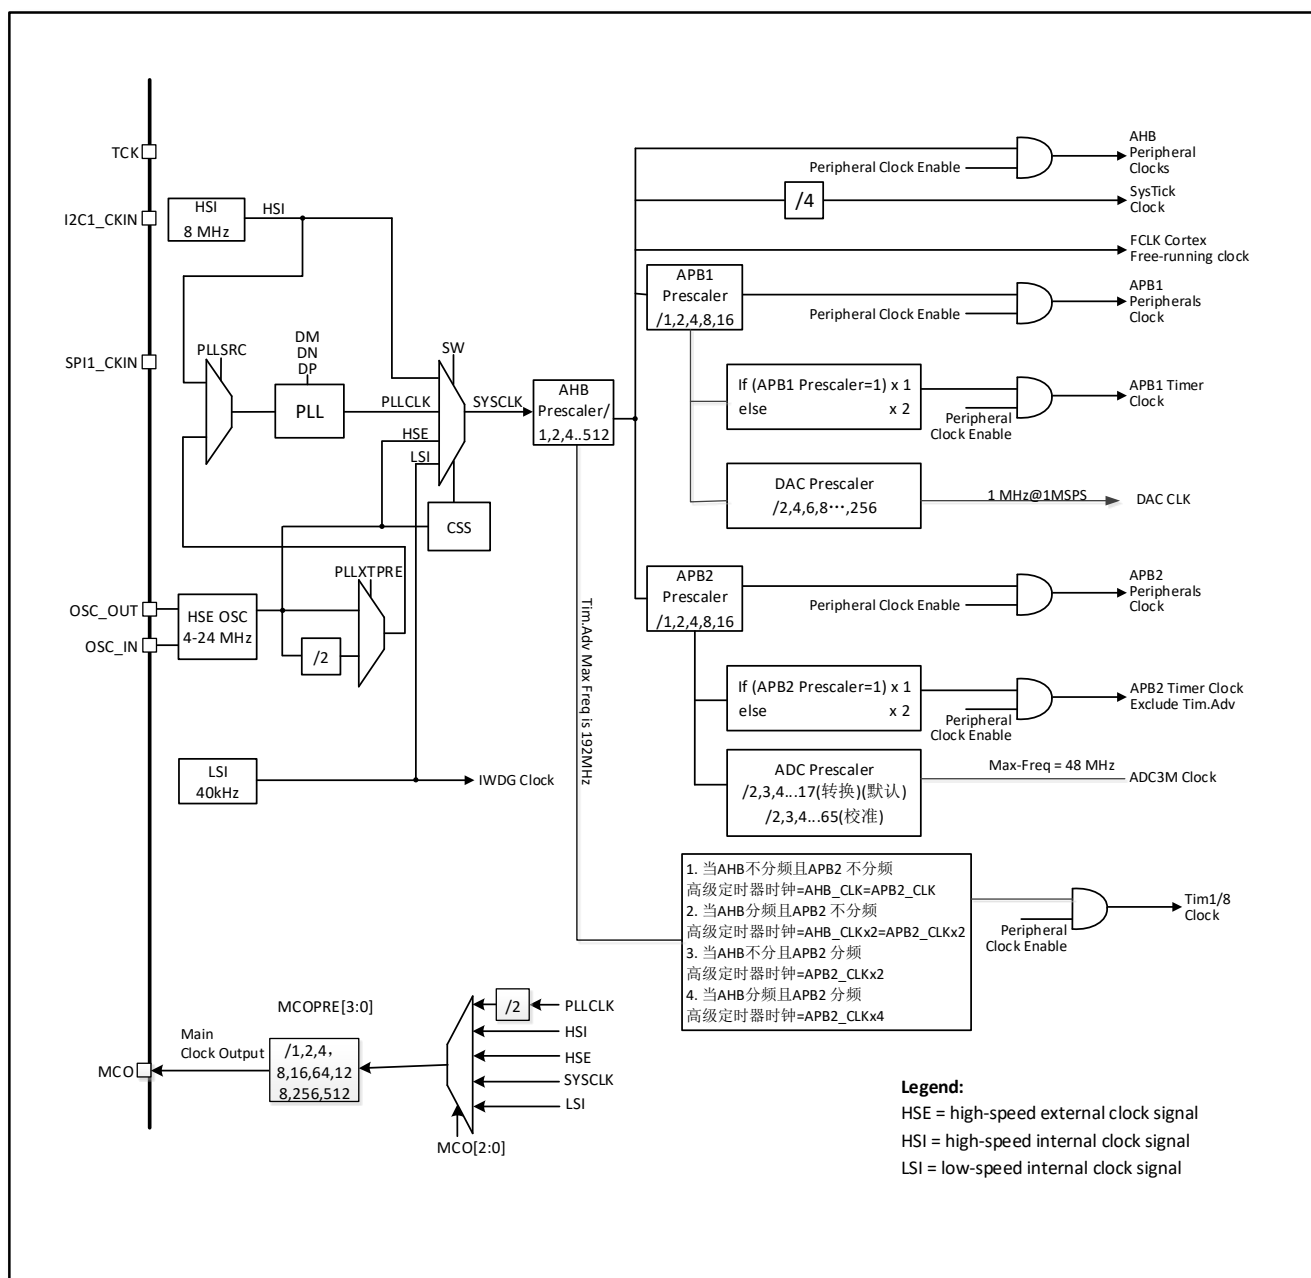 TCK
I2C1_CKIN
HSI
8 MHz
HSI
SPI1_CKIN
PLLSRC
DM
DN
DP
PLL
SW
PLLCLK
HSE
LSI
SYSCLK
CSS
AHB
Prescaler/
1,2,4..512
OSC_OUT
OSC_IN
HSE OSC
4-24 MHz
PLLXTPRE
/2
LSI
40kHz
IWDG Clock
Tim.Adv Max Freq is 192MHz
Peripheral Clock Enable
AHB
Peripheral
Clocks
/4
SysTick
Clock
FCLK Cortex
Free-running clock
APB1
Prescaler
/1,2,4,8,16
Peripheral Clock Enable
APB1
Peripherals
Clock
If (APB1 Prescaler=1) x 1
else x 2
Peripheral
Clock Enable
APB1 Timer
Clock
DAC Prescaler
/2,4,6,8···,256
1 MHz@1MSPS
DAC CLK
APB2
Prescaler
/1,2,4,8,16
Peripheral Clock Enable
APB2
Peripherals
Clock
If (APB2 Prescaler=1) x 1
else x 2
Peripheral
Clock Enable
APB2 Timer Clock
Exclude Tim.Adv
ADC Prescaler
/2,3,4...17(转换)(默认)
/2,3,4...65(校准)
Max-Freq = 48 MHz
ADC3M Clock
1. 当AHB不分频且APB2 不分频
高级定时器时钟=AHB_CLK=APB2_CLK
2. 当AHB分频且APB2 不分频
高级定时器时钟=AHB_CLKx2=APB2_CLKx2
3. 当AHB不分且APB2 分频
高级定时器时钟=APB2_CLKx2
4. 当AHB分频且APB2 分频
高级定时器时钟=APB2_CLKx4
Peripheral
Clock Enable
Tim1/8
Clock
MCO
Main
Clock Output
MCOPRE[3:0]
/1,2,4，
8,16,64,12
8,256,512
/2
PLLCLK
HSI
HSE
SYSCLK
LSI
MCO[2:0]
Legend:
HSE = high-speed external clock signal
HSI = high-speed internal clock signal
LSI = low-speed internal clock signal